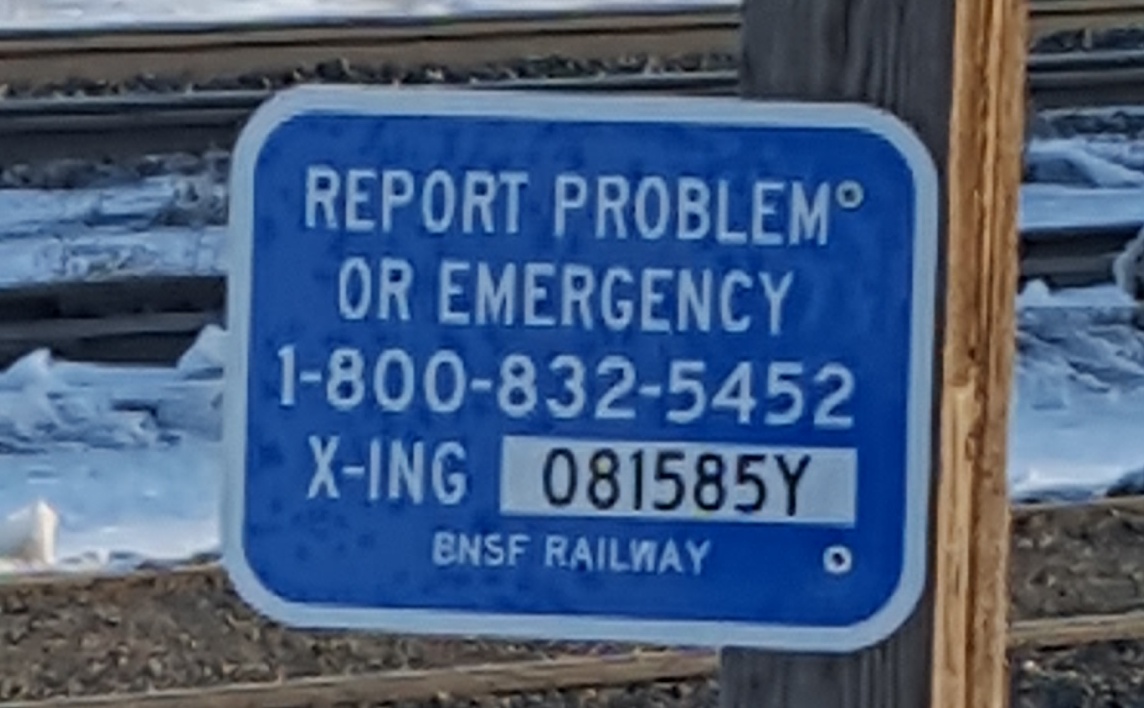 REPORT PROBLEM
OR EMERGENCY
1-800-832-5452
X-ING 081585Y
BNSF RAILWAY